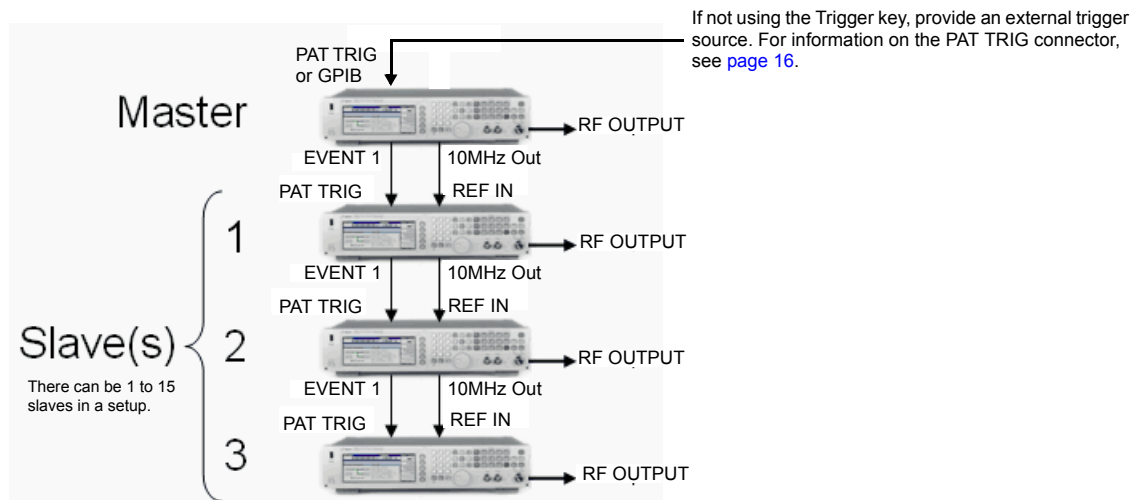 If not using the Trigger key, provide an external trigger
source. For information on the PAT TRIG connector,
see page 16.
PAT TRIG
or GPIB
Master
RF OUTPUT
EVENT 1
10MHz Out
PAT TRIG
REF IN
1
RF OUTPUT
EVENT 1
10MHz Out
PAT TRIG
REF IN
Slave(s)
2
RF OUTPUT
There can be 1 to 15
slaves in a setup.
EVENT 1
10MHz Out
PAT TRIG
REF IN
3
RF OUTPUT